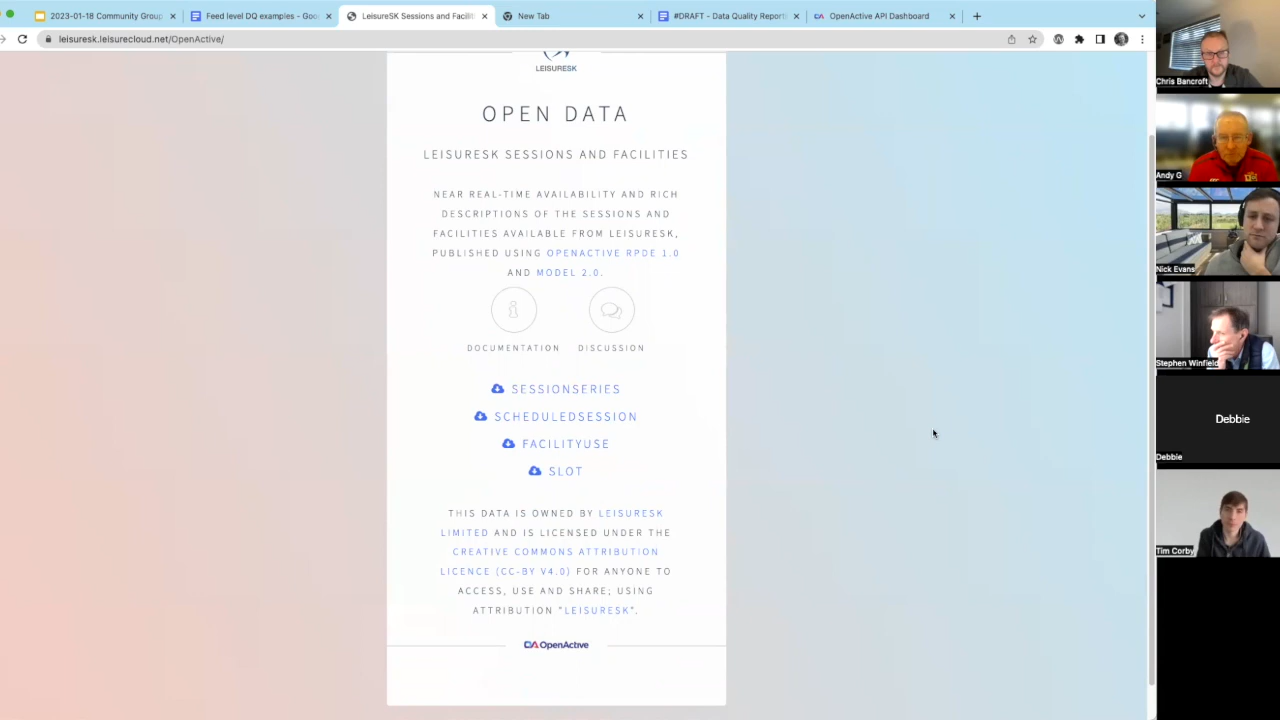 2023-01-18 Community Group
Feed level DQ examples - Goo
LeisureSK Sessions and Facilit
New Tab
#DRAFT - Data Quality Reporti
OpenActive API Dashboard
leisuresk.leisurecloud.net/OpenActive/
LEISURESK
OPEN DATA
LEISURESK SESSIONS AND FACILITIES
NEAR REAL-TIME AVAILABILITY AND RICH
DESCRIPTIONS OF THE SESSIONS AND
FACILITIES AVAILABLE FROM LEISURESK,
PUBLISHED USING OPENACTIVE RPDE 1.0
AND MODEL 2.0.
DOCUMENTATION DISCUSSION
SESSIONSERIES
SCHEDULEDSESSION
FACILITYUSE
SLOT
THIS DATA IS OWNED BY LEISURESK
LIMITED AND IS LICENSED UNDER THE
CREATIVE COMMONS ATTRIBUTION
LICENCE (CC-BY V4.0) FOR ANYONE TO
ACCESS, USE AND SHARE; USING
ATTRIBUTION "LEISURESK".
OpenActive
Chris Bancroft
Andy G
Nick Evans
Stephen Winfield
Debbie
Debbie
Tim Corby